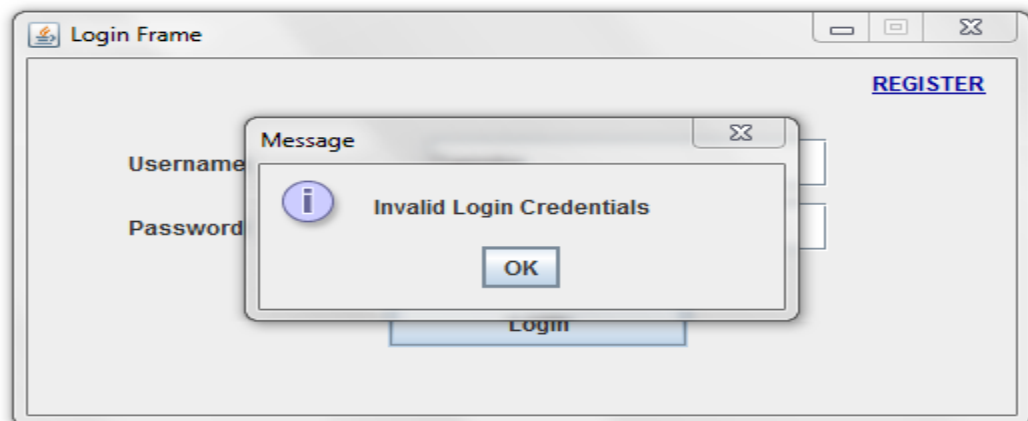 Login Frame
REGISTER
Message
Username
Invalid Login Credentials
Password
OK
Login